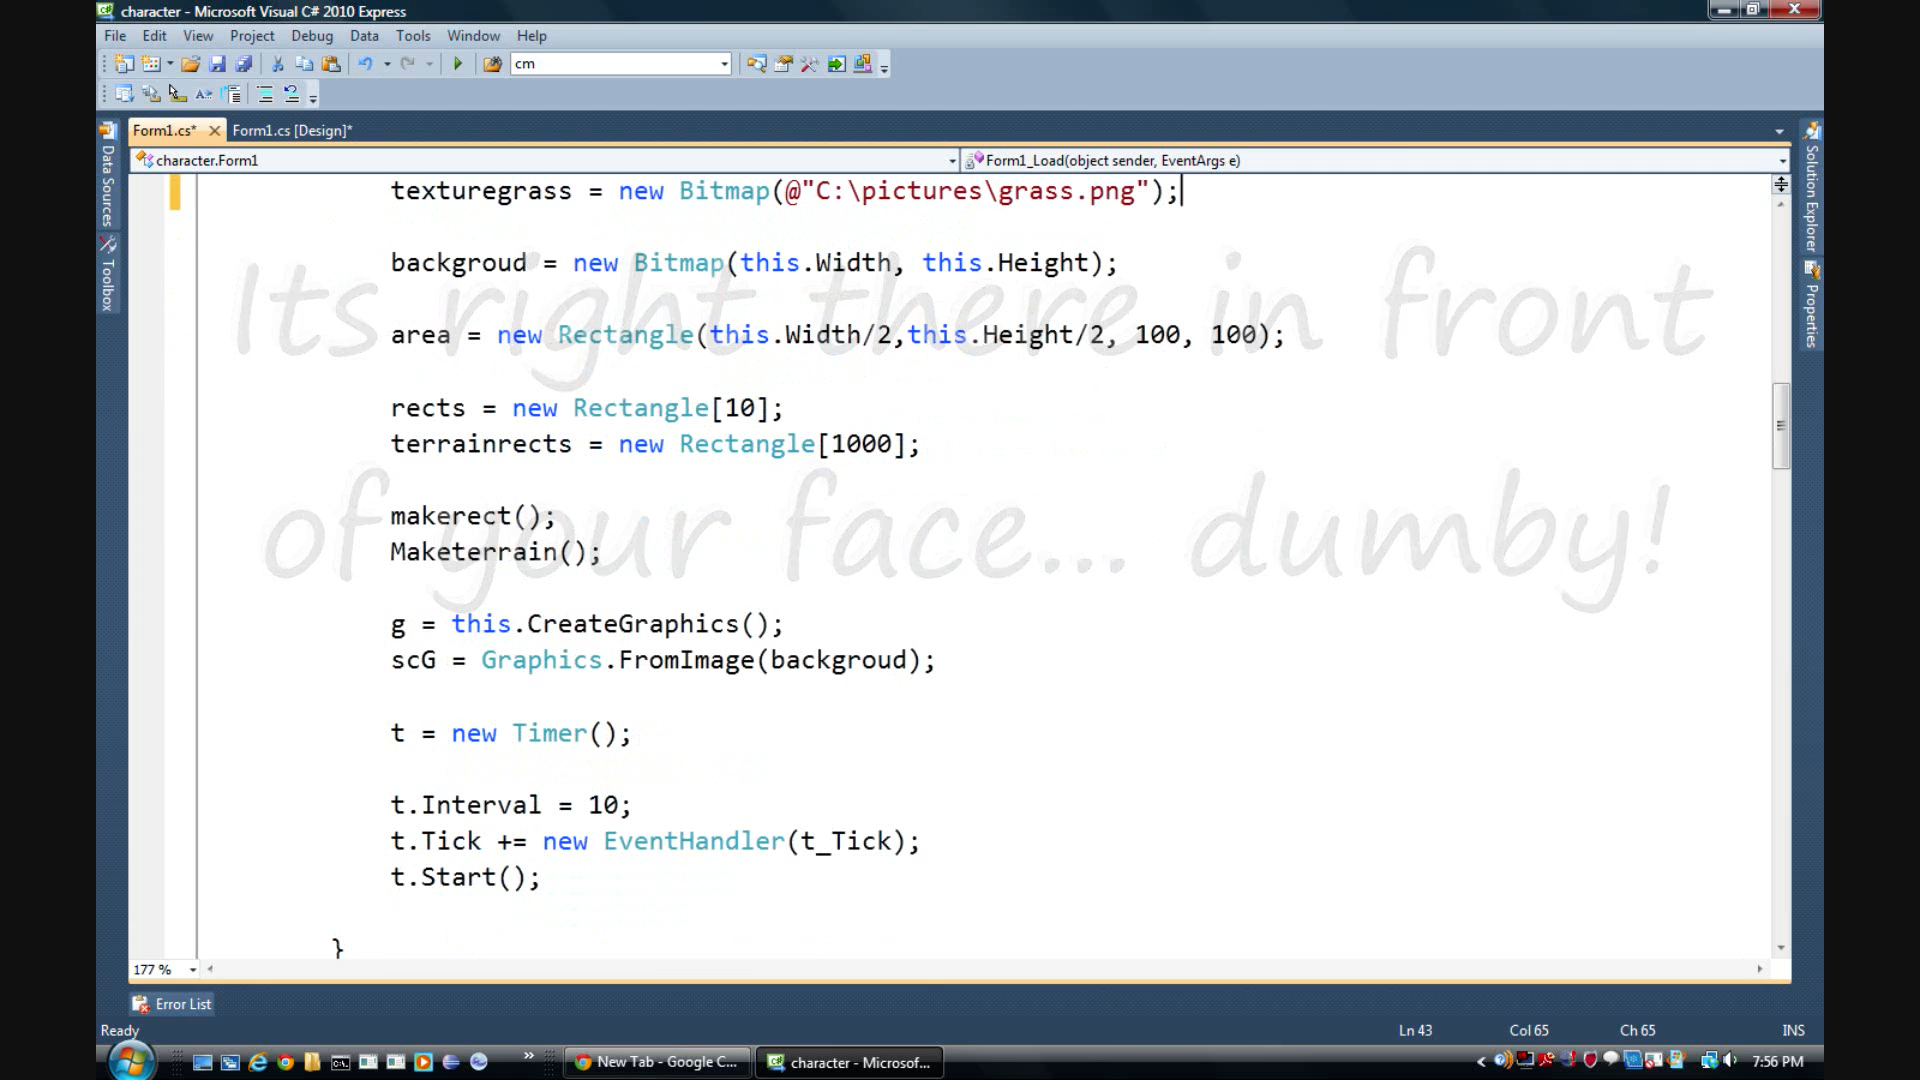 character - Microsoft Visual C# 2010 Express
File Edit View Project Debug Data Tools Window Help
cm
Form1.cs* Form1.cs [Design]*
character.Form1 Form1_Load(object sender, EventArgs e)
Data Sources
Toolbox
Solution Explorer
Properties
texturegrass = new Bitmap(@"C:\pictures\grass.png");
backgroud = new Bitmap(this.Width, this.Height);
Its right there in front
area = new Rectangle(this.Width/2,this.Height/2, 100, 100);
rects = new Rectangle[10];
terrainrects = new Rectangle[1000];
makerect();
of your face... dumby!
Maketerrain();
g = this.CreateGraphics();
scG = Graphics.FromImage(backgroud);
t = new Timer();
t.Interval = 10;
t.Tick += new EventHandler(t_Tick);
t.Start();
}
177 %
Error List
Ready Ln 43 Col 65 Ch 65 INS
New Tab - Google C... character - Microsof... 7:56 PM